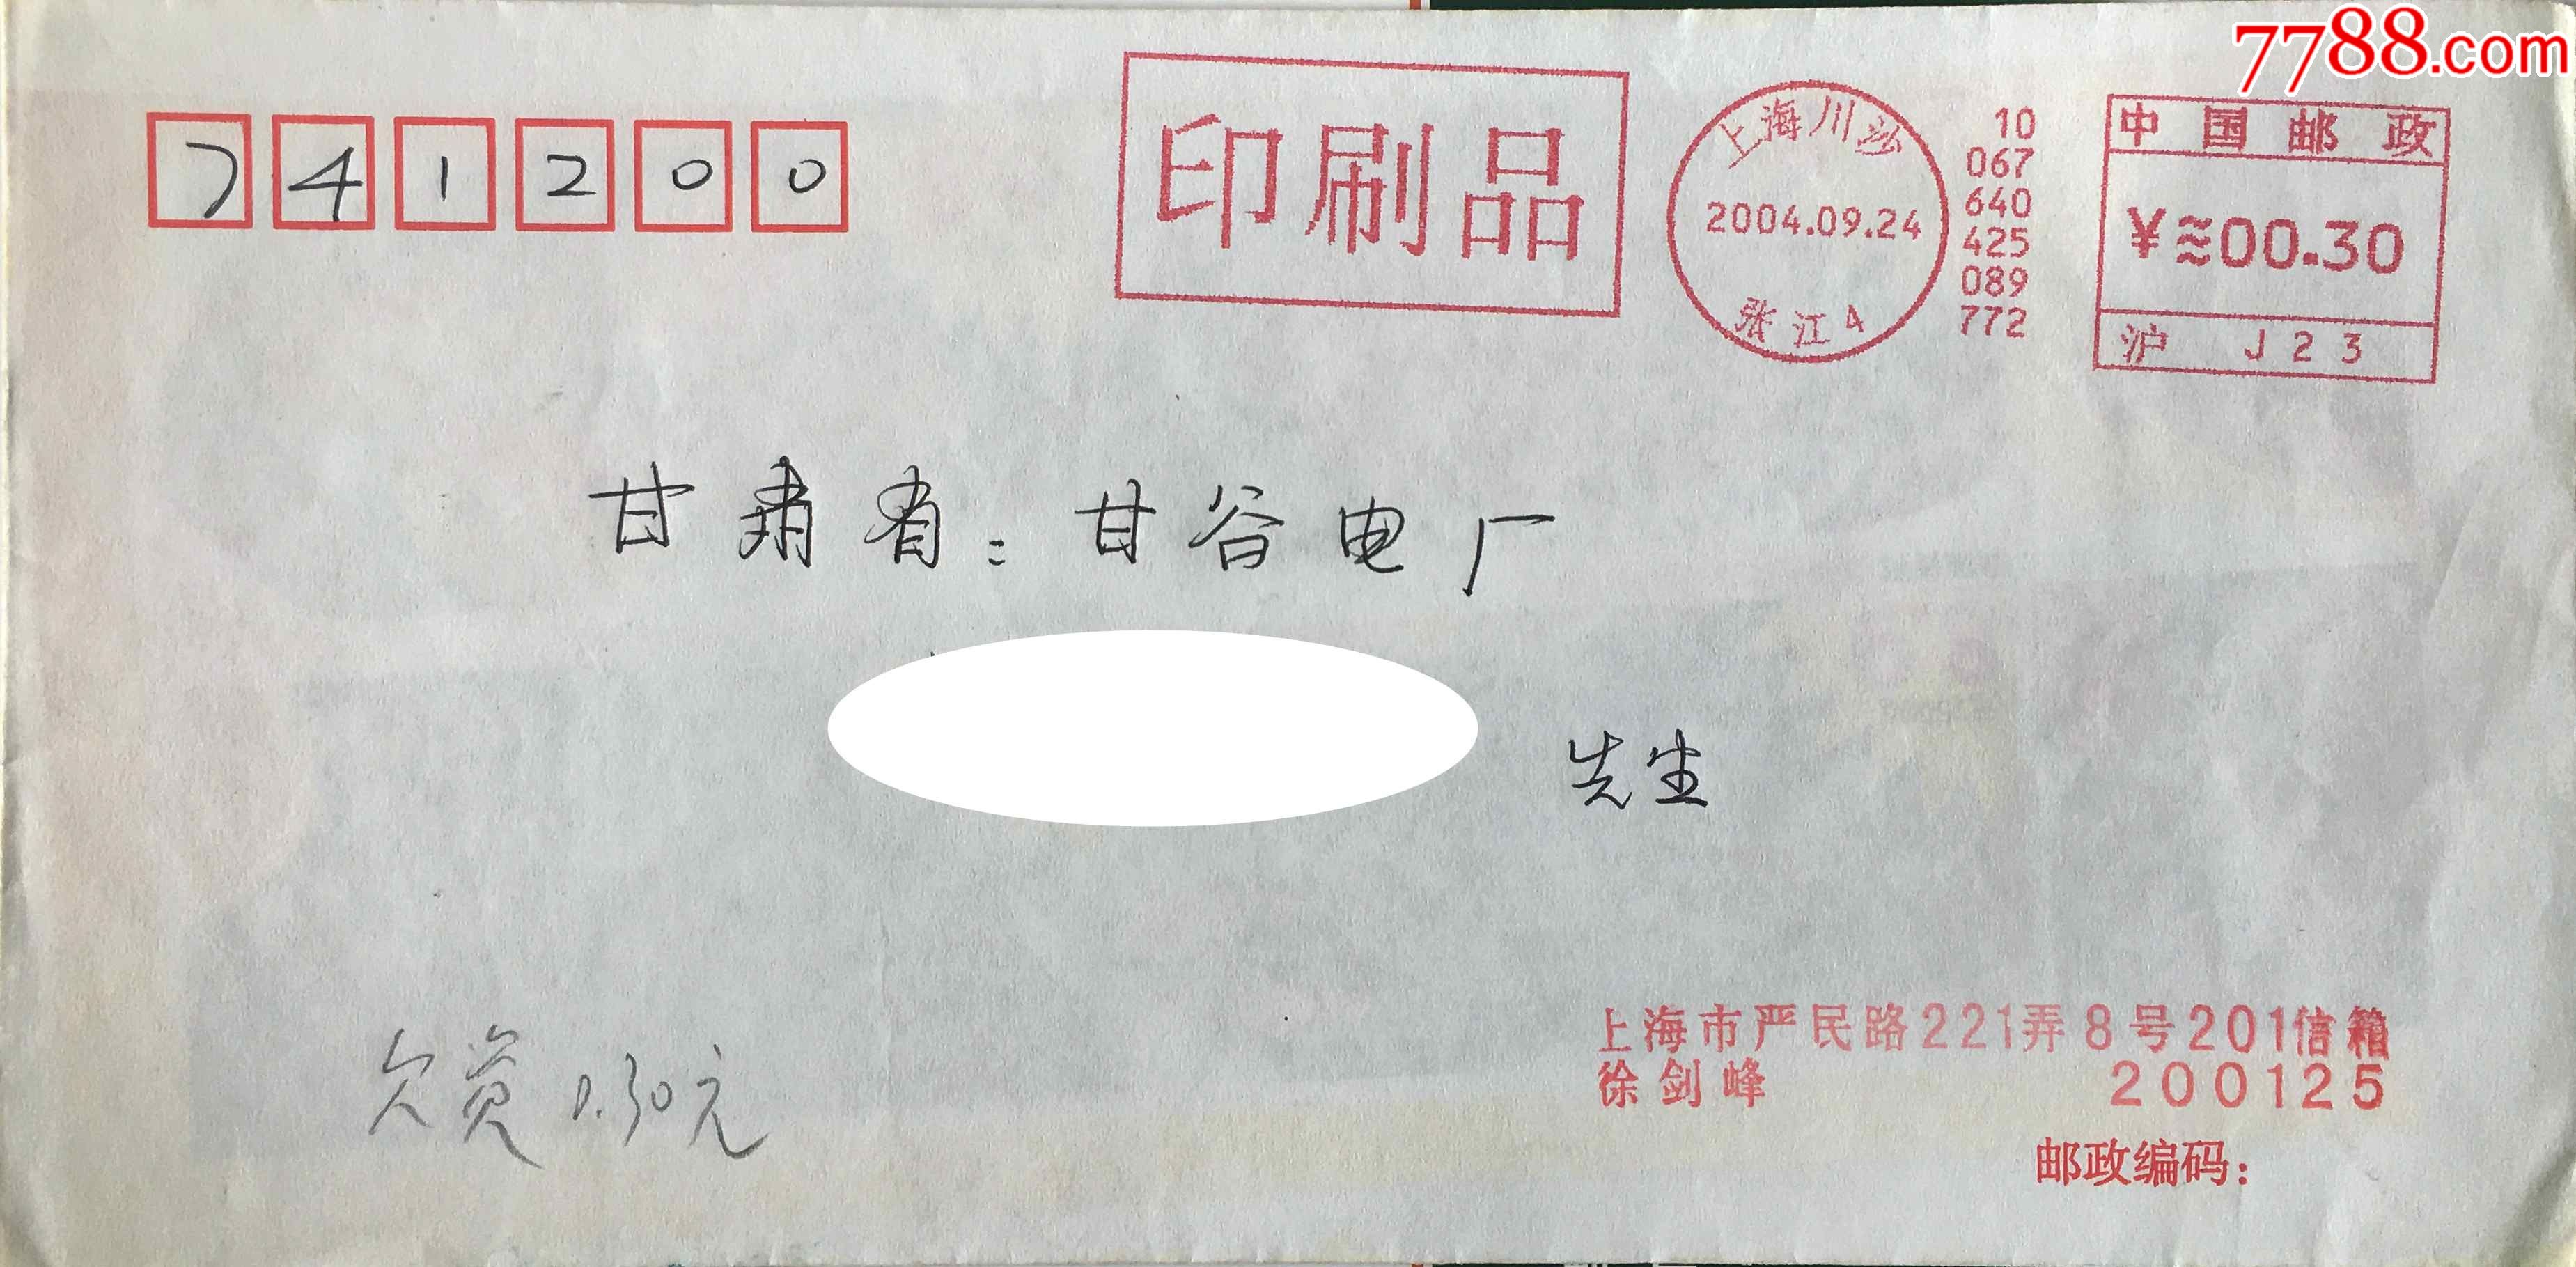 7788.com
741200
印刷品
上海川沙
2004.09.24
张江4
10
067
640
425
089
772
中国邮政
¥≈00.30
沪 J23
甘肃省：甘谷电厂
先生
欠资0.30元
上海市严民路221弄8号201信箱
徐剑峰 200125
邮政编码：